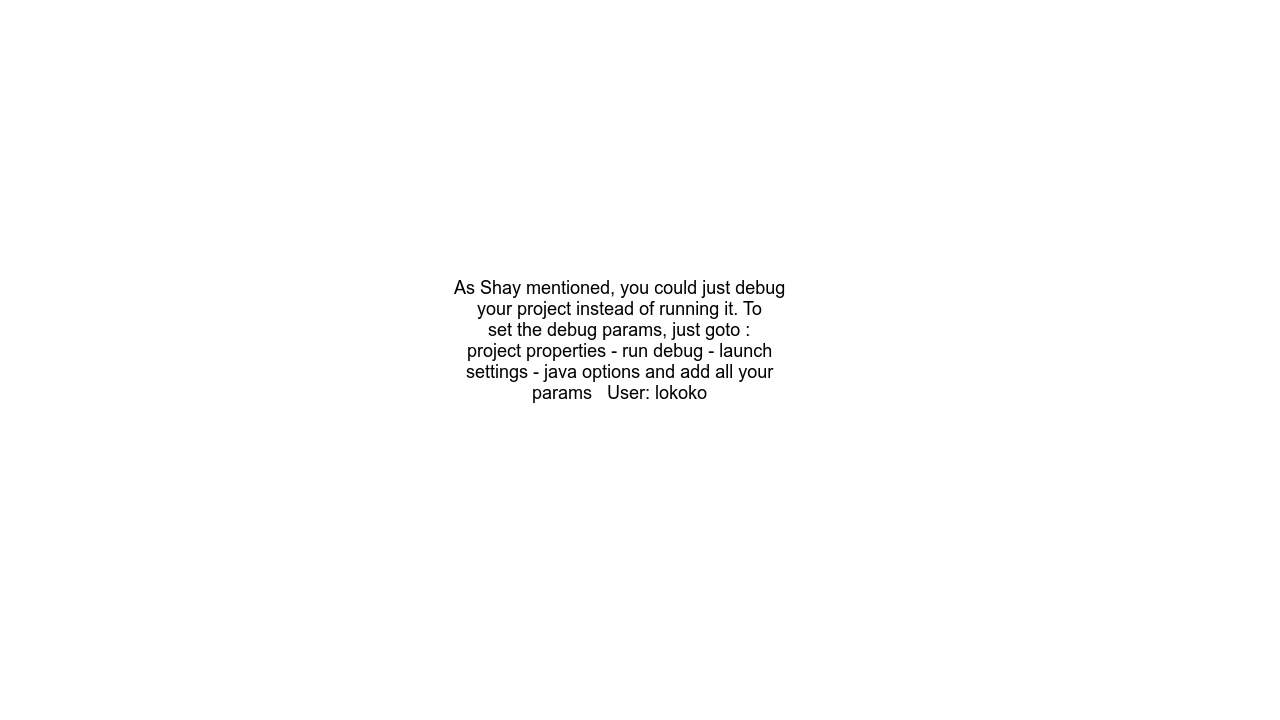 As Shay mentioned, you could just debug
your project instead of running it. To
set the debug params, just goto :
project properties - run debug - launch
settings - java options and add all your
params   User: lokoko